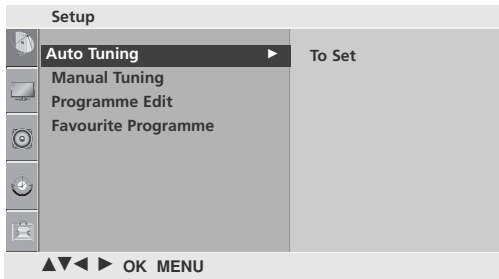 Setup
Auto Tuning ► To Set
Manual Tuning
Programme Edit
Favourite Programme
▲▼◄ ► OK MENU